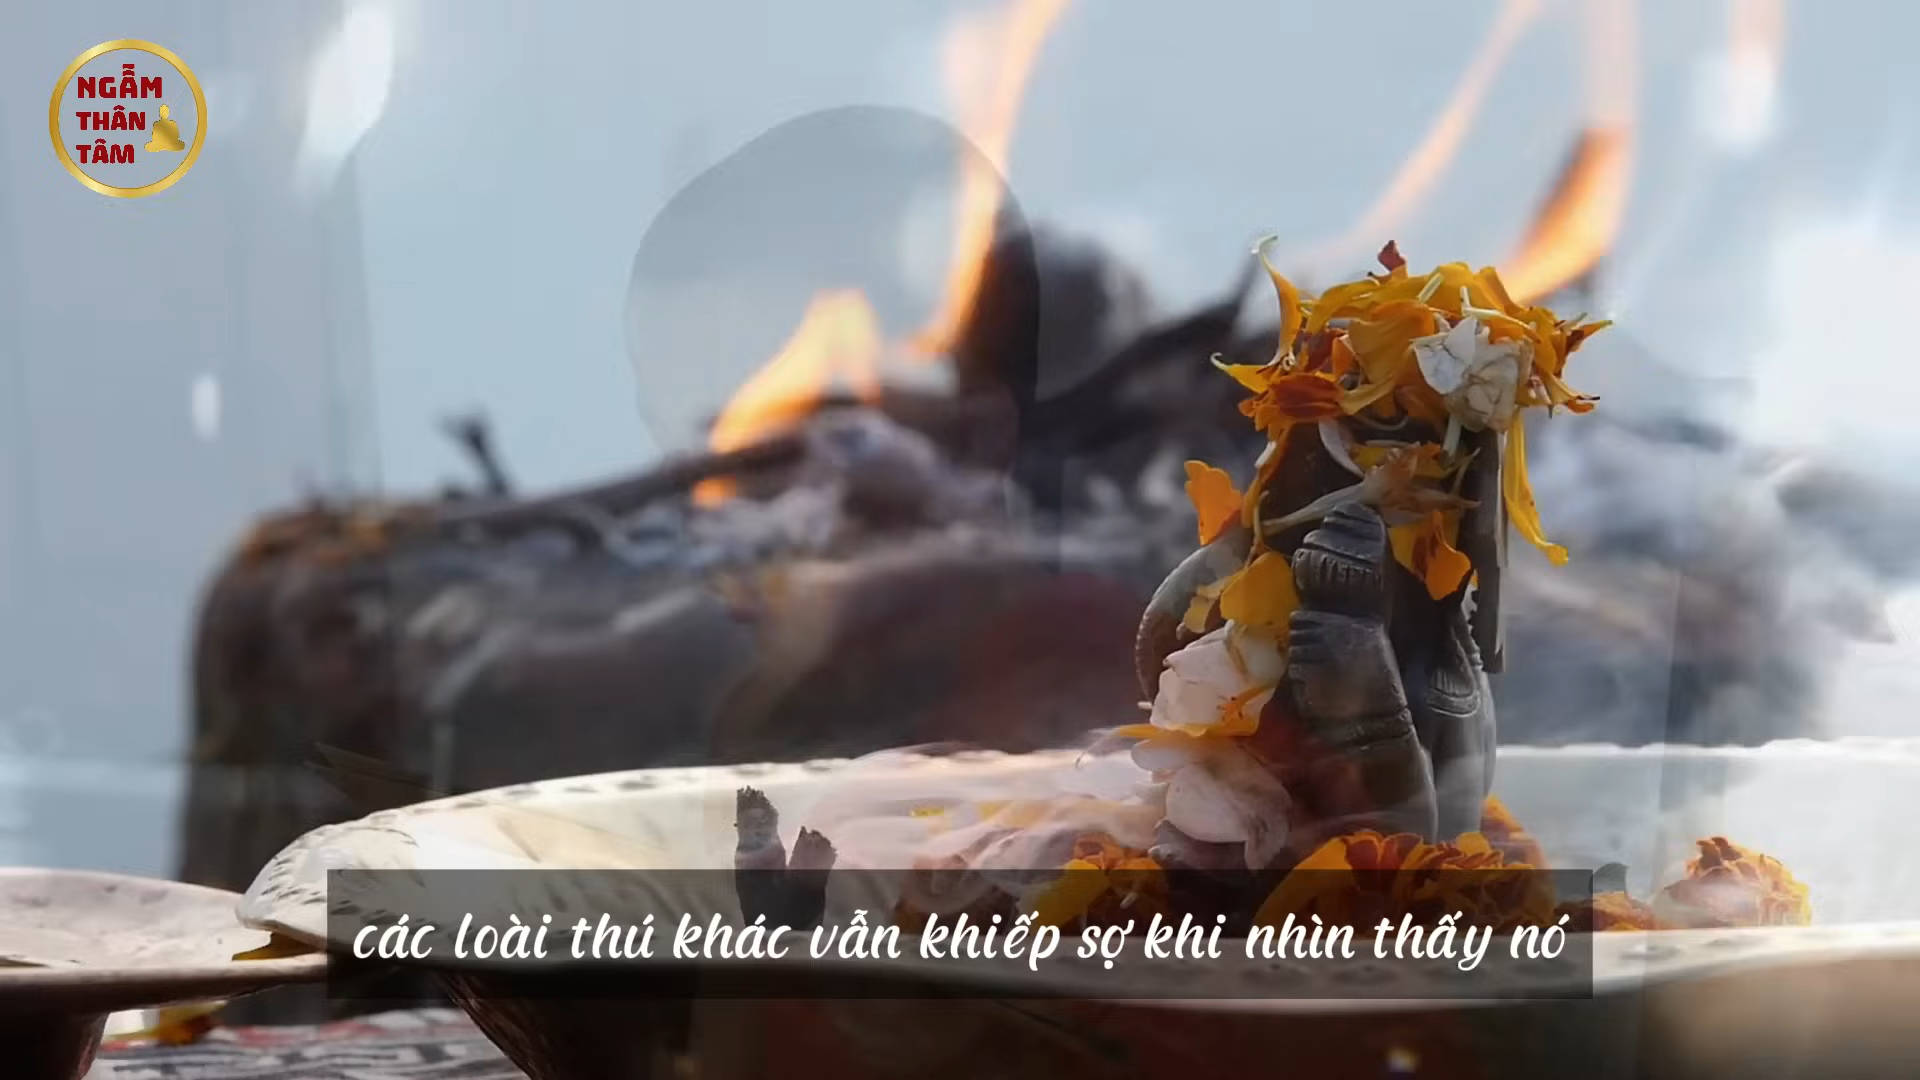 NGẪM
THÂN
TÂM
các loài thú khác vẫn khiếp sợ khi nhìn thấy nó